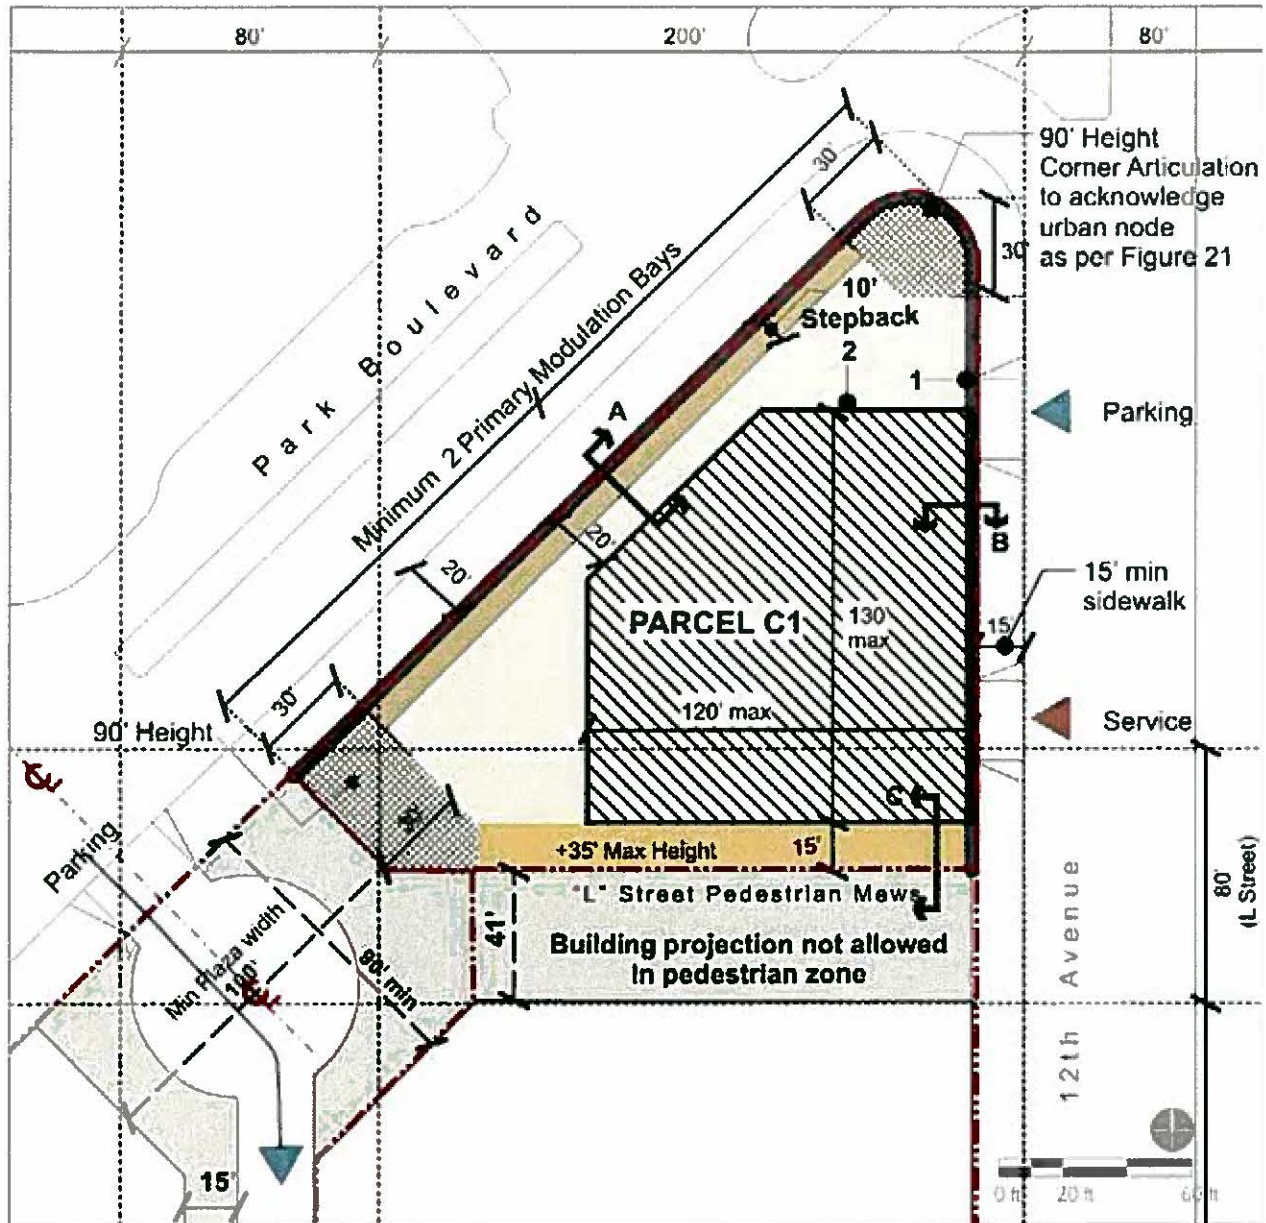 80'
200'
80'
90' Height
Corner Articulation
to acknowledge
urban node
as per Figure 21
30'
30'
Park Boulevard
Minimum 2 Primary Modulation Bays
10'
Stepback
2
1
A
Parking
20'
20'
B
15' min
sidewalk
15'
PARCEL C1
130'
max
120' max
30'
90' Height
Service
Parking
C
+35' Max Height
15'
"L" Street Pedestrian Mews
41'
Building projection not allowed
in pedestrian zone
Min Plaza width
100'
90' min
12th Avenue
80'
(L Street)
15'
0 ft
20 ft
60 ft